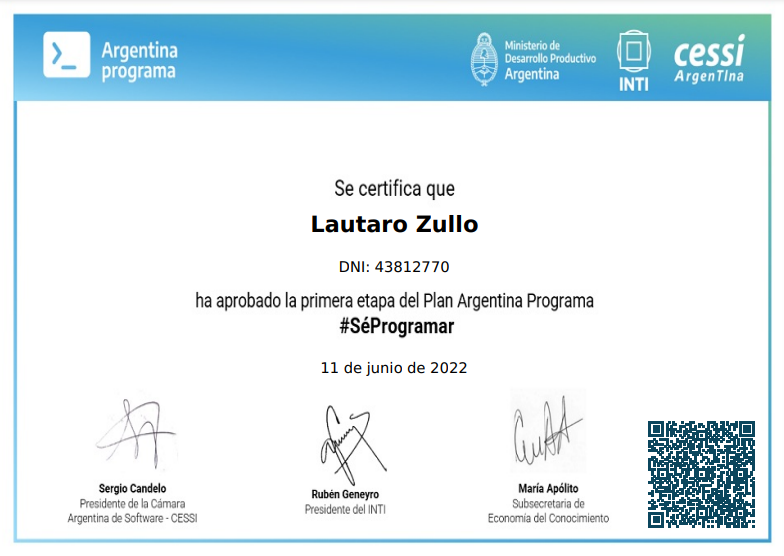 Argentina
programa
Ministerio de
Desarrollo Productivo
Argentina
INTI
cessi
ArgenTIna
Se certifica que
Lautaro Zullo
DNI: 43812770
ha aprobado la primera etapa del Plan Argentina Programa
#SéProgramar
11 de junio de 2022
Sergio Candelo
Presidente de la Cámara
Argentina de Software - CESSI
Rubén Geneyro
Presidente del INTI
María Apólito
Subsecretaria de
Economía del Conocimiento